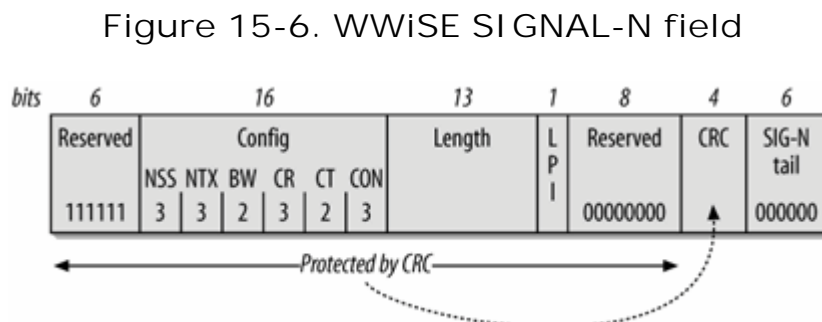 Figure 15-6. WWiSE SIGNAL-N field
bits 6 16 13 1 8 4 6
Reserved Config Length L P I Reserved CRC SIG-N tail
NSS NTX BW CR CT CON
111111 3 3 2 3 2 3 00000000 000000
Protected by CRC